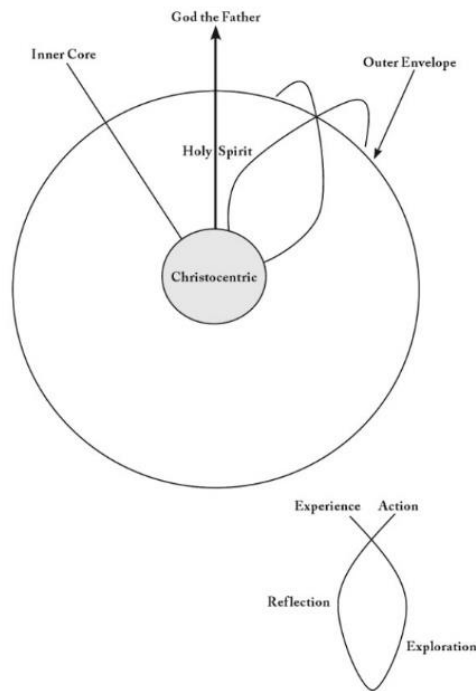 God the Father
Inner Core
Outer Envelope
Holy Spirit
Christocentric
Experience Action
Reflection
Exploration